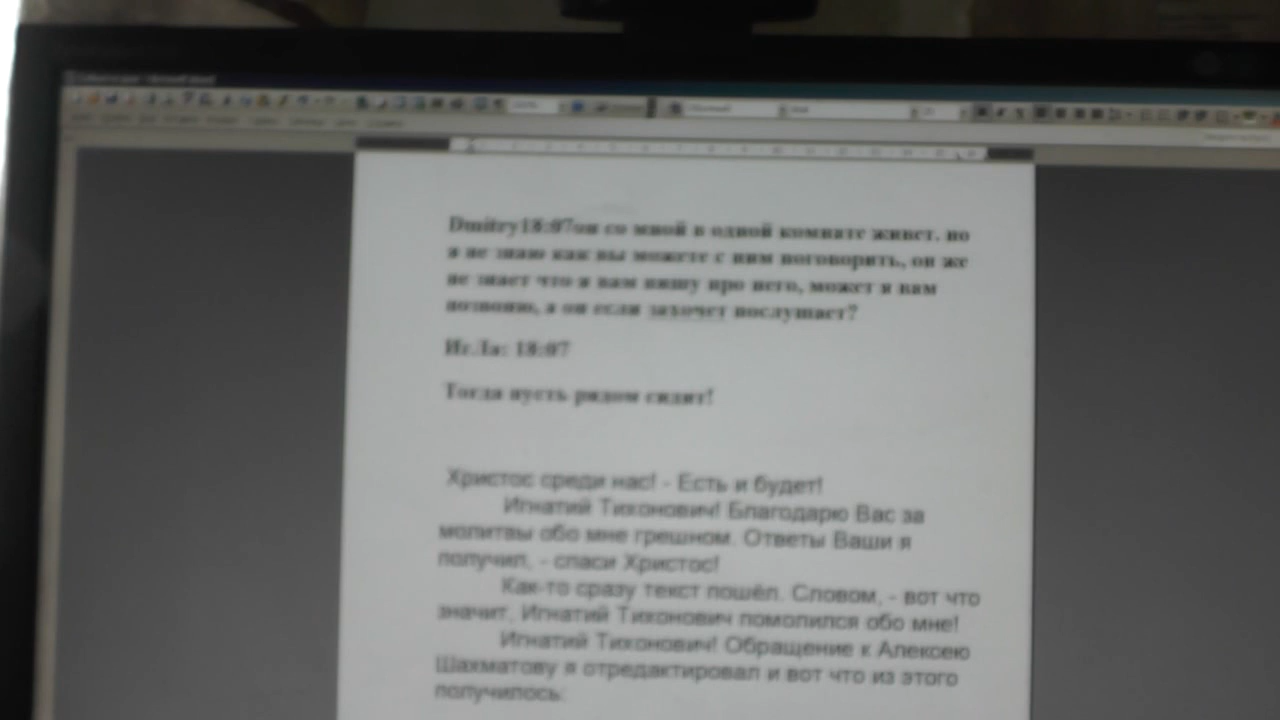 Dmitry18:07он со мной в одной комнате живет. но
я не знаю как вы можете с ним поговорить, он же
не знает что я вам пишу про него, может я вам
позвоню, а он если захочет послушает?
Иг.Ла: 18:07
Тогда пусть рядом сидит!
Христос среди нас! - Есть и будет!
Игнатий Тихонович! Благодарю Вас за
молитвы обо мне грешном. Ответы Ваши я
получил, - спаси Христос!
Как-то сразу текст пошёл. Словом, - вот что
значит, Игнатий Тихонович помолился обо мне!
Игнатий Тихонович! Обращение к Алексею
Шахматову я отредактировал и вот что из этого
получилось: